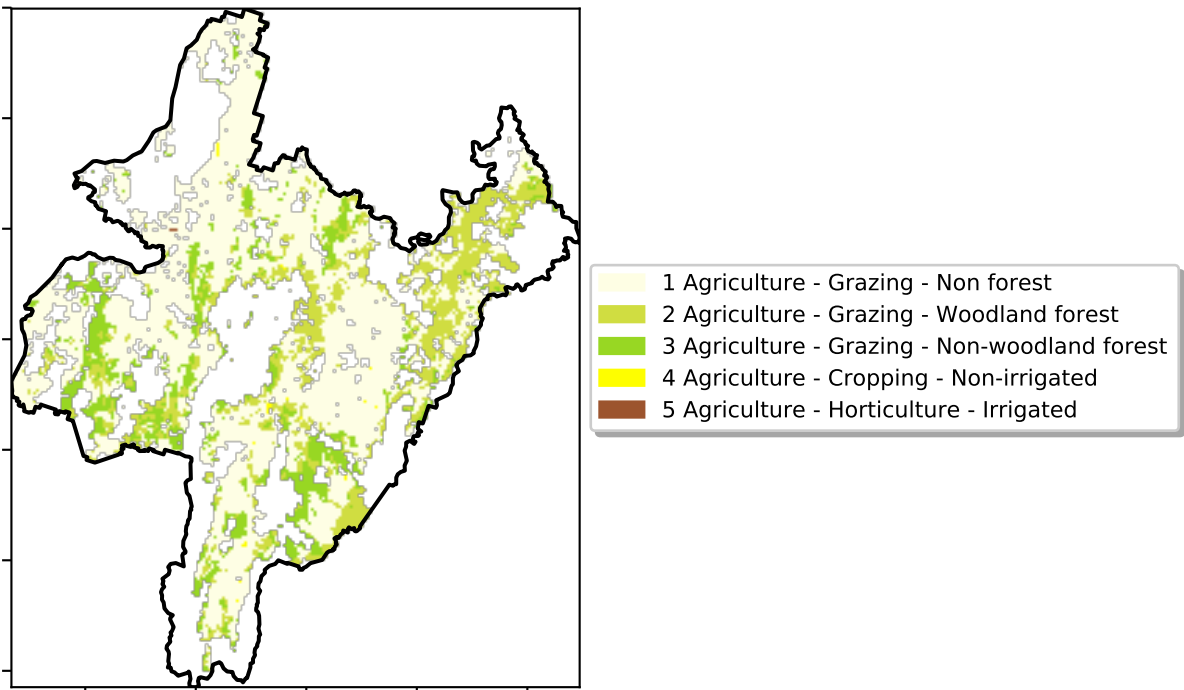 1 Agriculture - Grazing - Non forest
2 Agriculture - Grazing - Woodland forest
3 Agriculture - Grazing - Non-woodland forest
4 Agriculture - Cropping - Non-irrigated
5 Agriculture - Horticulture - Irrigated